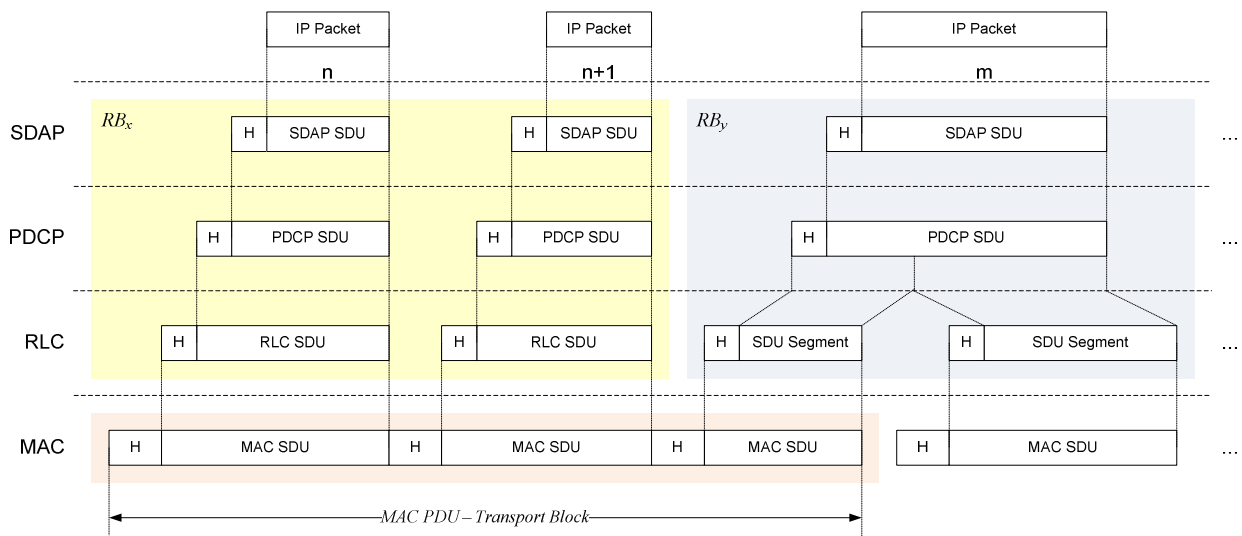 IP Packet IP Packet IP Packet
n n+1 m
RBx RBy
SDAP H SDAP SDU H SDAP SDU H SDAP SDU ...
PDCP H PDCP SDU H PDCP SDU H PDCP SDU ...
RLC H RLC SDU H RLC SDU H SDU Segment H SDU Segment ...
MAC H MAC SDU H MAC SDU H MAC SDU H MAC SDU ...
MAC PDU – Transport Block